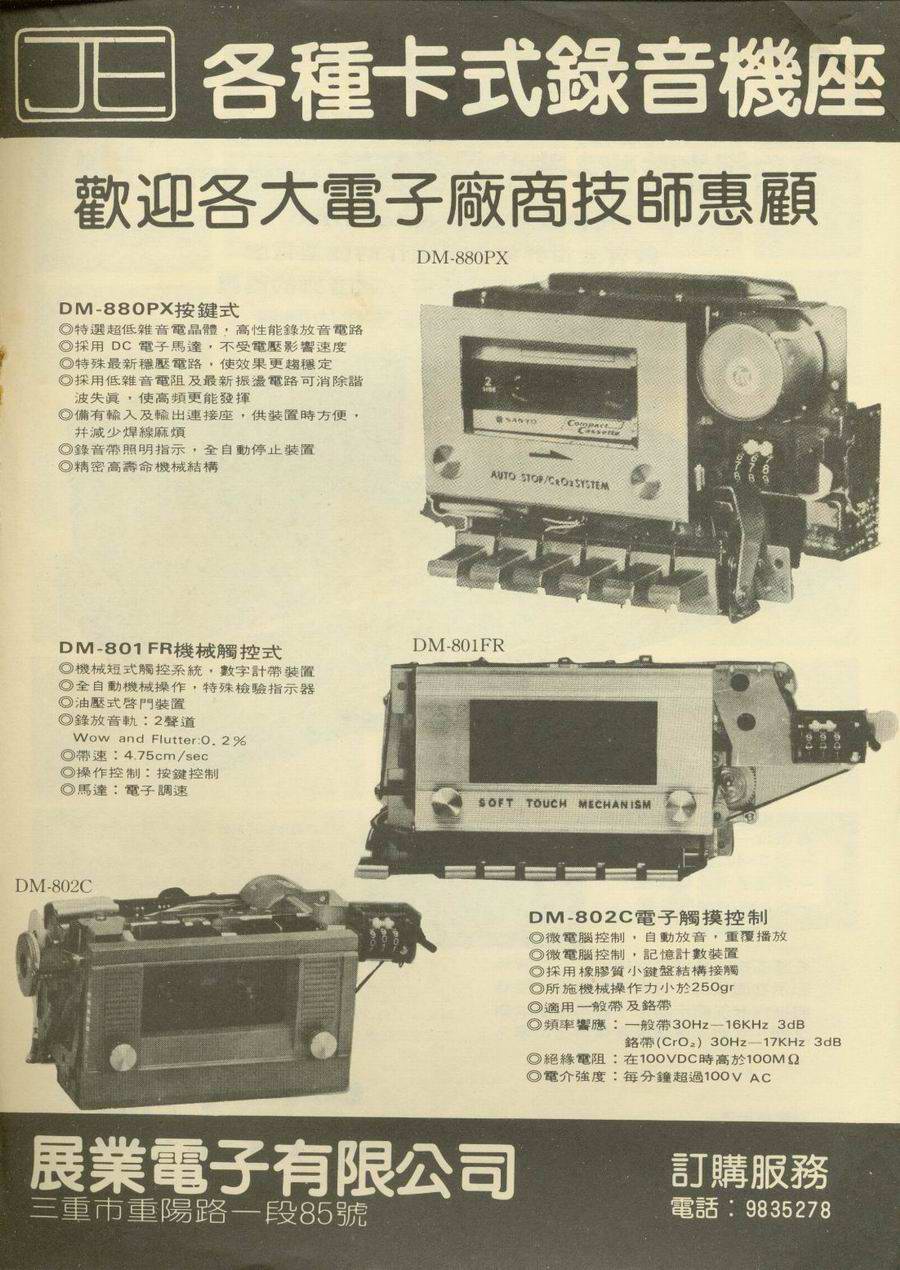 JE 各種卡式錄音機座
歡迎各大電子廠商技師惠顧
DM-880PX
DM-880PX按鍵式
◎特選超低雜音電晶體，高性能錄放音電路
◎採用 DC 電子馬達，不受電壓影響速度
◎特殊最新穩壓電路，使效果更趨穩定
◎採用低雜音電阻及最新振盪電路可消除諧
波失眞，使高頻更能發揮
◎備有輸入及輸出連接座，供裝置時方便，
幷減少焊線麻煩
◎錄音帶照明指示，全自動停止裝置
◎精密高壽命機械結構
2
SIDE
SANYO
Compact
Cassette
AUTO STOP/CrO₂ SYSTEM
6 6 8
7 7 8
8 8 9
DM-801FR機械觸控式
◎機械短式觸控系統，數字計帶裝置
◎全自動機械操作，特殊檢驗指示器
◎油壓式啓門裝置
◎錄放音軌：2聲道
Wow and Flutter:0. 2%
◎帶速：4.75cm/sec
◎操作控制：按鍵控制
◎馬達：電子調速
DM-801FR
SOFT TOUCH MECHANISM
9 9 9
DM-802C
DM-802C電子觸摸控制
◎微電腦控制，自動放音，重覆播放
◎微電腦控制，記憶計數裝置
◎採用橡膠質小鍵盤結構接觸
◎所施機械操作力小於250gr
◎適用一般帶及鉻帶
◎頻率響應：一般帶30Hz—16KHz 3dB
鉻帶(CrO₂) 30Hz—17KHz 3dB
◎絕緣電阻：在100VDC時高於100MΩ
◎電介強度：每分鐘超過100V AC
展業電子有限公司
三重市重陽路一段85號
訂購服務
電話：9835278